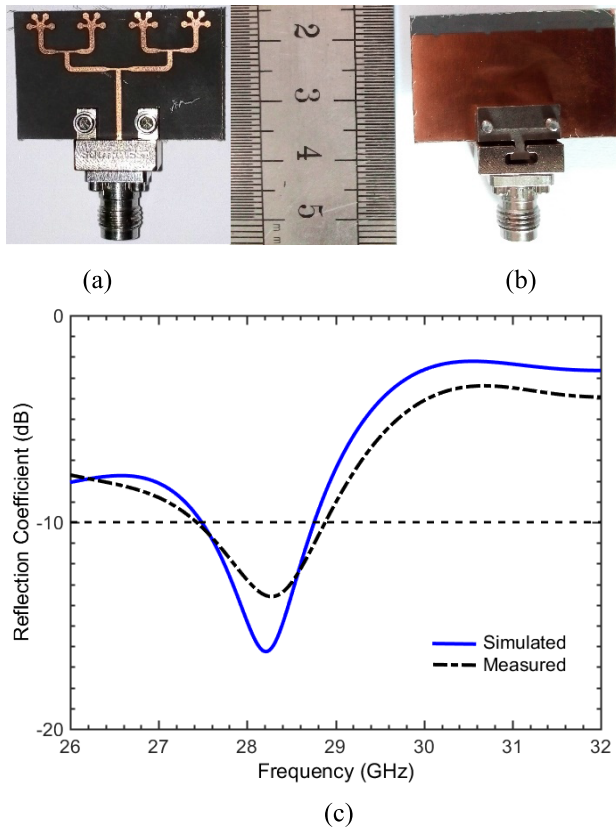 2
3
4
5
m m
(a)
(b)
0
-10
-20
Reflection Coefficient (dB)
Simulated
Measured
26 27 28 29 30 31 32
Frequency (GHz)
(c)